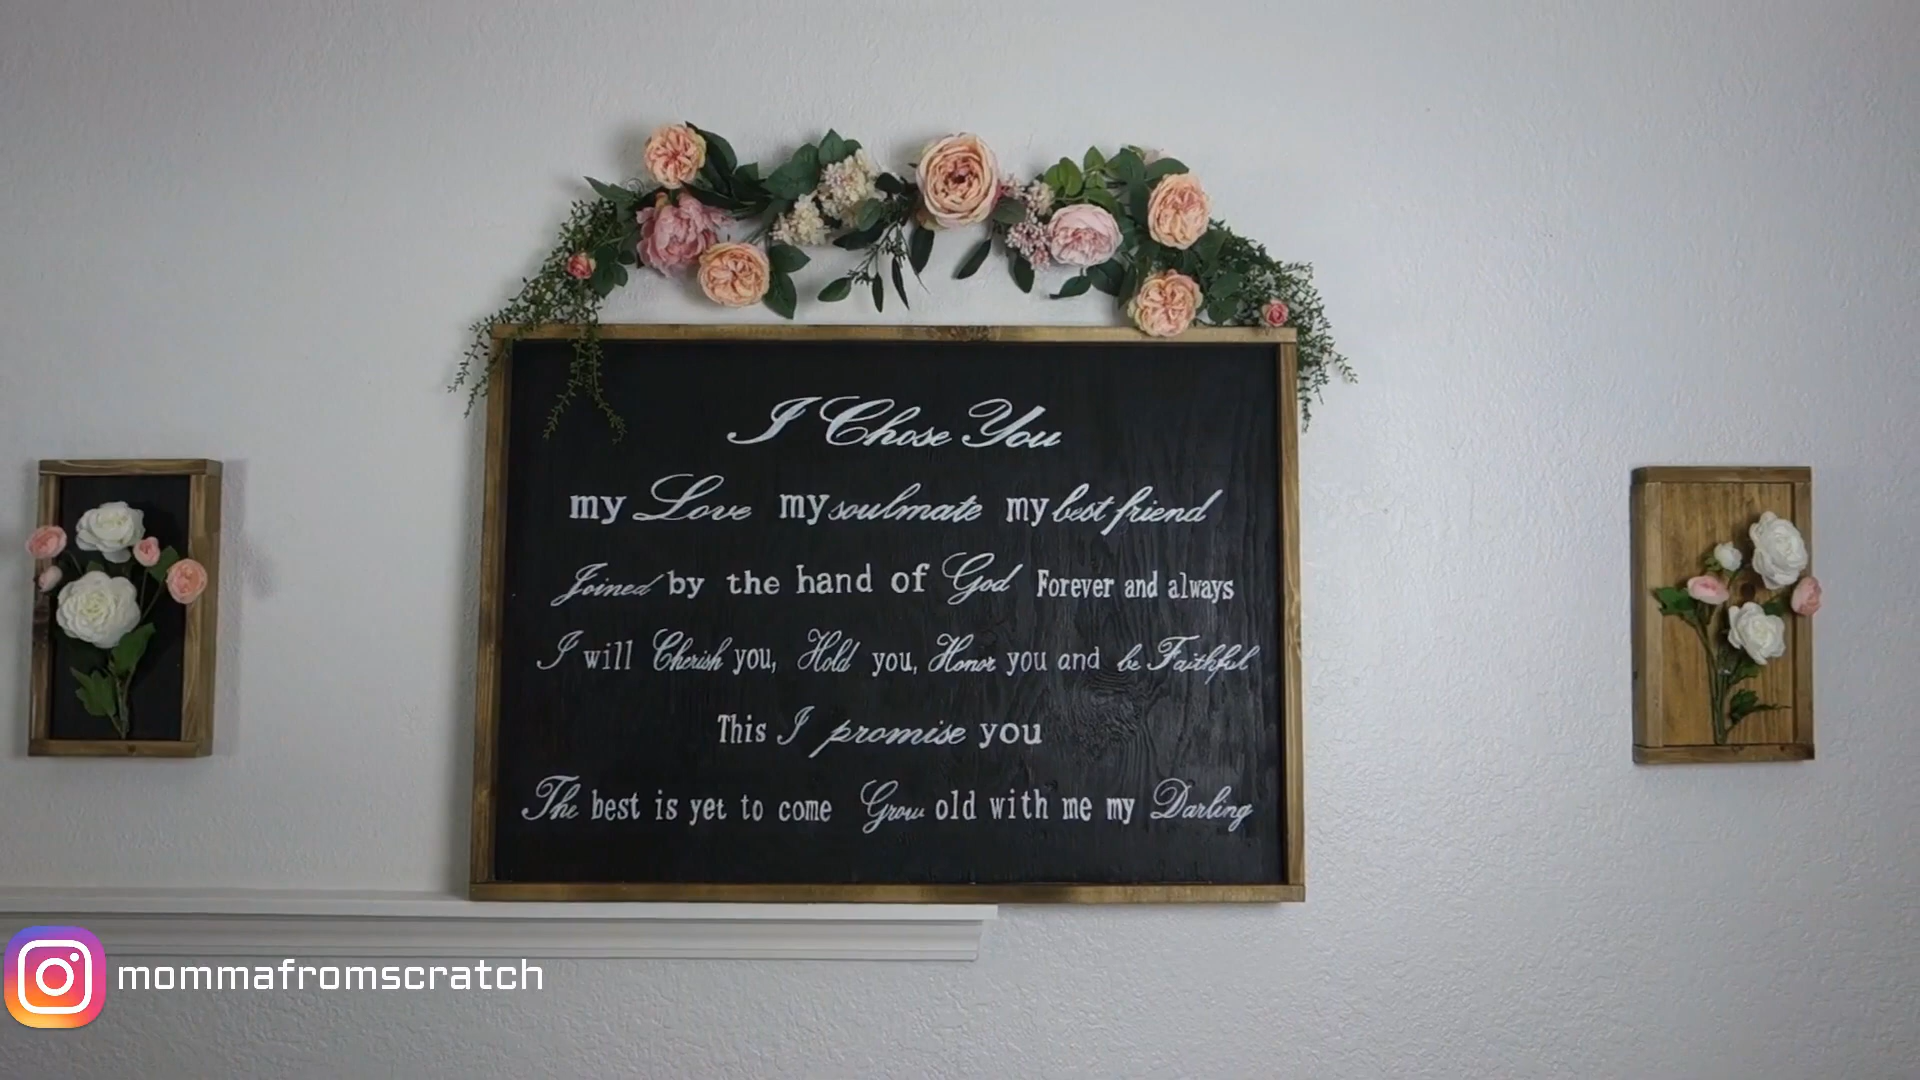 I Chose You
my Love my soulmate my best friend
Joined by the hand of God Forever and always
I will Cherish you, Hold you, Honor you and be Faithful
This I promise you
The best is yet to come Grow old with me my Darling
mommafromscratch